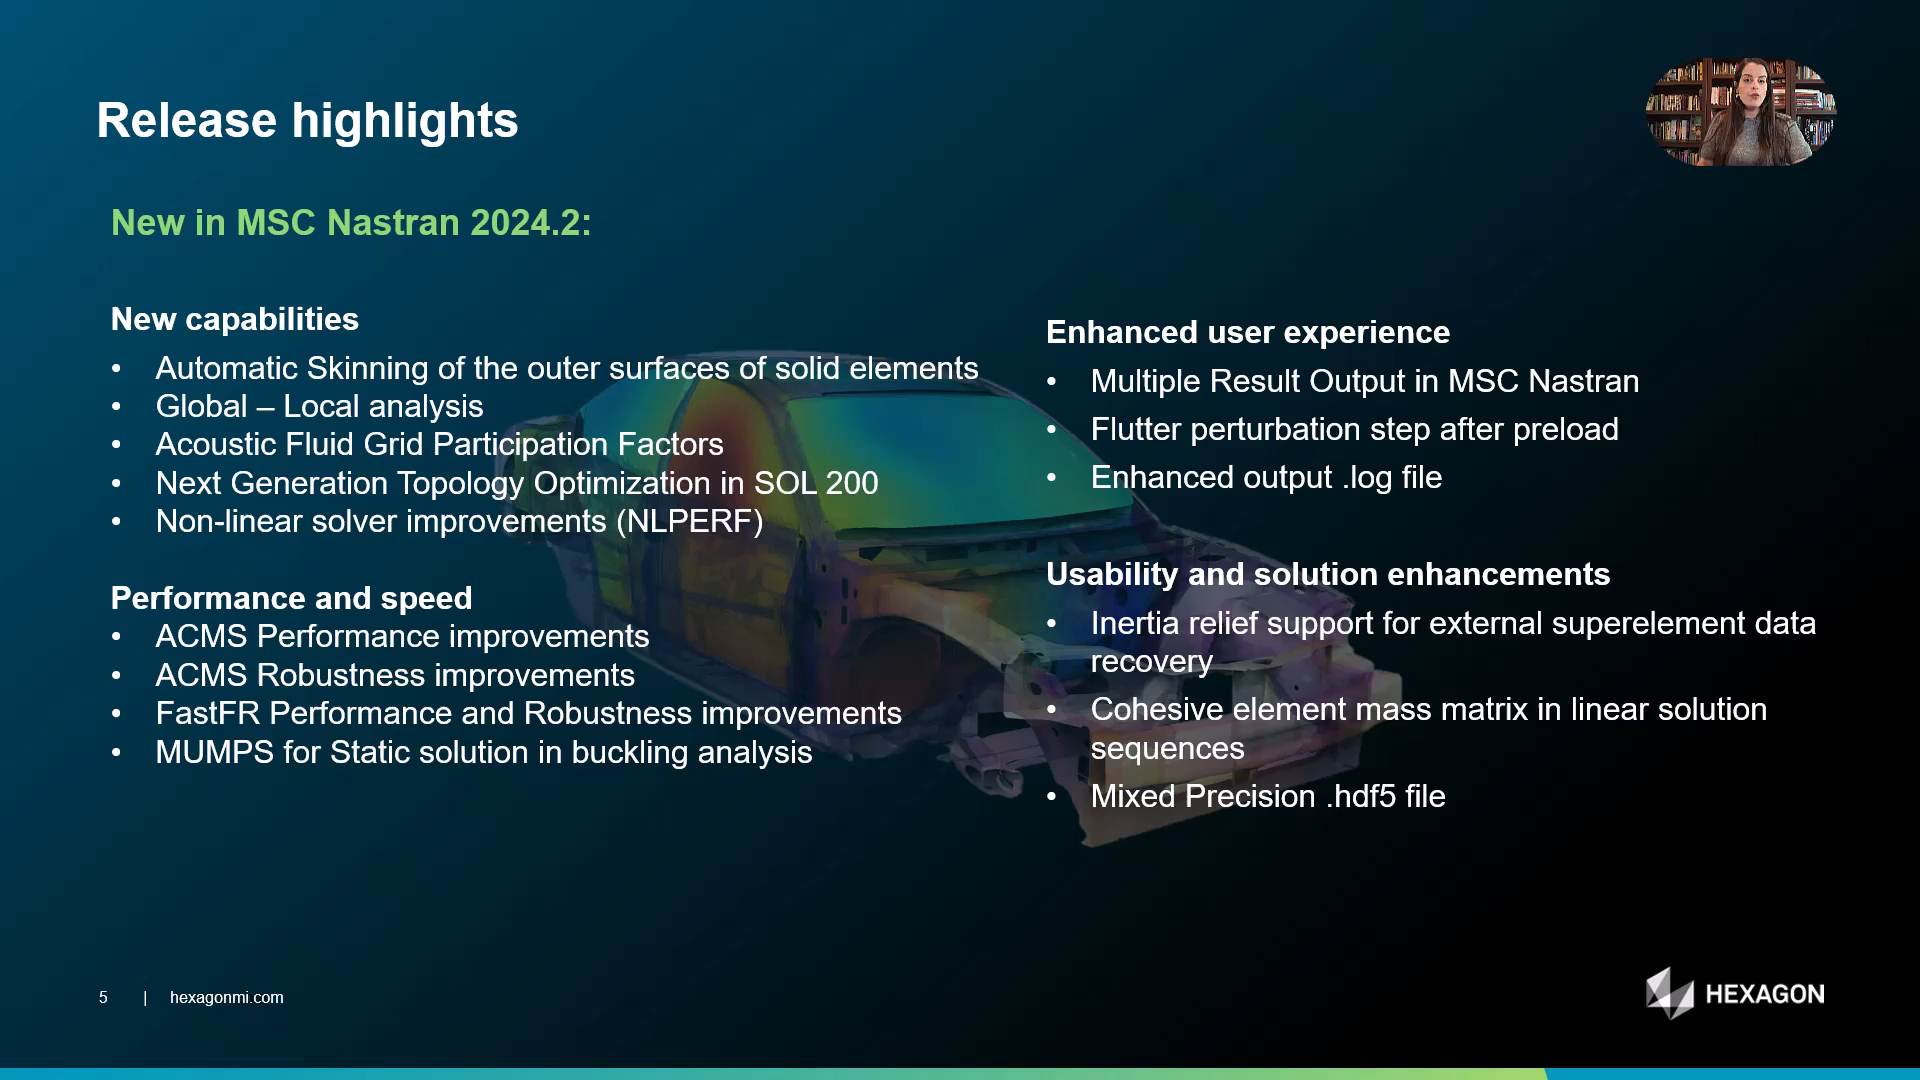 Release highlights
New in MSC Nastran 2024.2:
New capabilities
• Automatic Skinning of the outer surfaces of solid elements
• Global – Local analysis
• Acoustic Fluid Grid Participation Factors
• Next Generation Topology Optimization in SOL 200
• Non-linear solver improvements (NLPERF)
Performance and speed
• ACMS Performance improvements
• ACMS Robustness improvements
• FastFR Performance and Robustness improvements
• MUMPS for Static solution in buckling analysis
Enhanced user experience
• Multiple Result Output in MSC Nastran
• Flutter perturbation step after preload
• Enhanced output .log file
Usability and solution enhancements
• Inertia relief support for external superelement data
recovery
• Cohesive element mass matrix in linear solution
sequences
• Mixed Precision .hdf5 file
5 | hexagonmi.com
HEXAGON